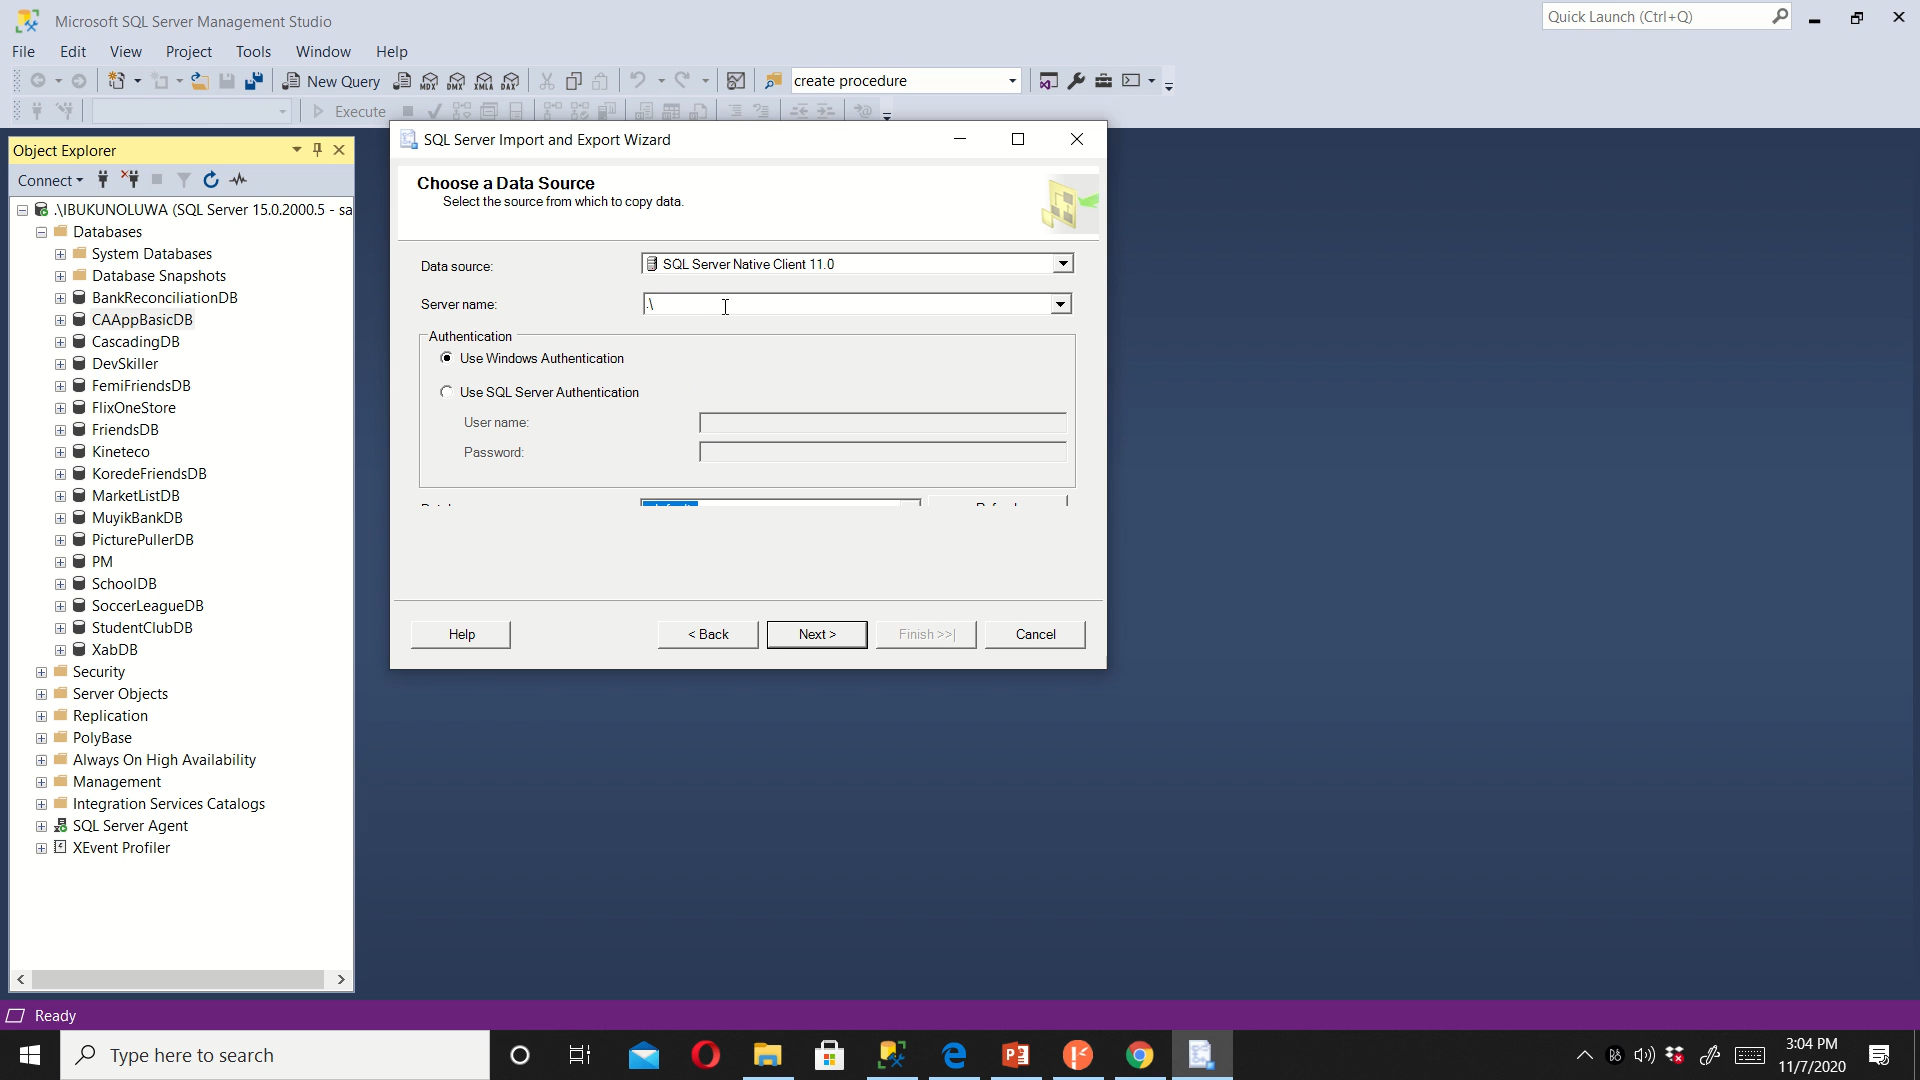 Microsoft SQL Server Management Studio
Quick Launch (Ctrl+Q)
File Edit View Project Tools Window Help
New Query MDX DMX XMLA DAX create procedure
Execute
Object Explorer
Connect
.\IBUKUNOLUWA (SQL Server 15.0.2000.5 - sa
Databases
System Databases
Database Snapshots
BankReconciliationDB
CAAppBasicDB
CascadingDB
DevSkiller
FemiFriendsDB
FlixOneStore
FriendsDB
Kineteco
KoredeFriendsDB
MarketListDB
MuyikBankDB
PicturePullerDB
PM
SchoolDB
SoccerLeagueDB
StudentClubDB
XabDB
Security
Server Objects
Replication
PolyBase
Always On High Availability
Management
Integration Services Catalogs
SQL Server Agent
XEvent Profiler
SQL Server Import and Export Wizard
Choose a Data Source
Select the source from which to copy data.
Data source: SQL Server Native Client 11.0
Server name: .\
Authentication
Use Windows Authentication
Use SQL Server Authentication
User name:
Password:
Help < Back Next > Finish >>| Cancel
Ready
Type here to search
3:04 PM
11/7/2020